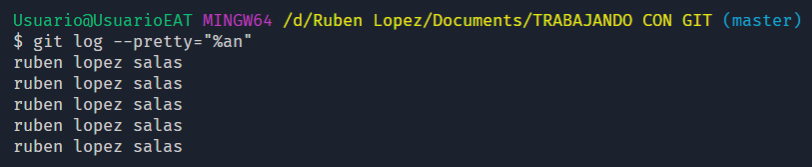 Usuario@UsuarioEAT MINGW64 /d/Ruben Lopez/Documents/TRABAJANDO CON GIT (master)
$ git log --pretty="%an"
ruben lopez salas
ruben lopez salas
ruben lopez salas
ruben lopez salas
ruben lopez salas